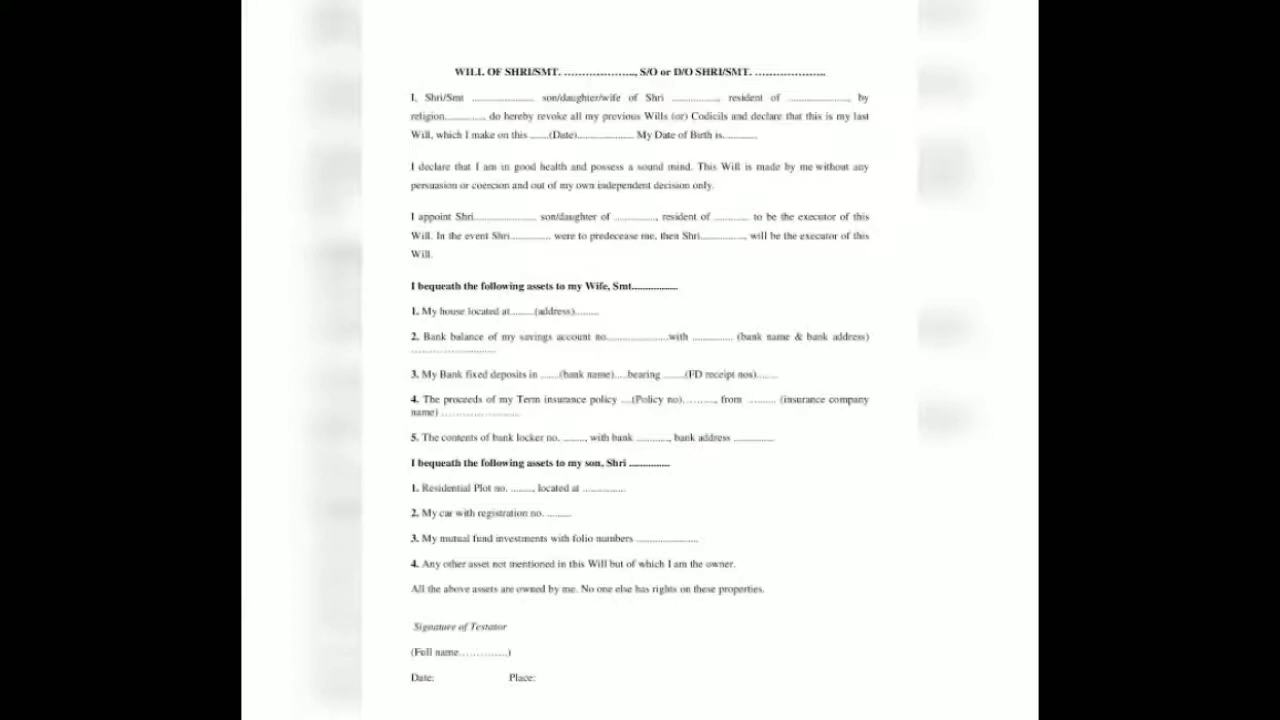 WILL OF SHRI/SMT. ...................., S/O or D/O SHRI/SMT. ....................
I, Shri/Smt ..................... son/daughter/wife of Shri ................, resident of ...................., by
religion............., do hereby revoke all my previous Wills (or) Codicils and declare that this is my last
Will, which I make on this ......(Date)................... My Date of Birth is............
I declare that I am in good health and possess a sound mind. This Will is made by me without any
persuasion or coercion and out of my own independent decision only.
I appoint Shri..................... son/daughter of .............., resident of ............ to be the executor of this
Will. In the event Shri.............. were to predecease me, then Shri..............., will be the executor of this
Will.
I bequeath the following assets to my Wife, Smt................
1. My house located at........(address)........
2. Bank balance of my savings account no.....................with .............. (bank name & bank address)
............................
3. My Bank fixed deposits in ......(bank name)....bearing .......(FD receipt nos).......
4. The proceeds of my Term insurance policy ...(Policy no)........., from ......... (insurance company
name) ..........................
5. The contents of bank locker no. ......., with bank ..........., bank address .............
I bequeath the following assets to my son, Shri ..............
1. Residential Plot no. ......., located at ..............
2. My car with registration no. ........
3. My mutual fund investments with folio numbers .....................
4. Any other asset not mentioned in this Will but of which I am the owner.
All the above assets are owned by me. No one else has rights on these properties.
Signature of Testator
(Full name.............)
Date: Place: